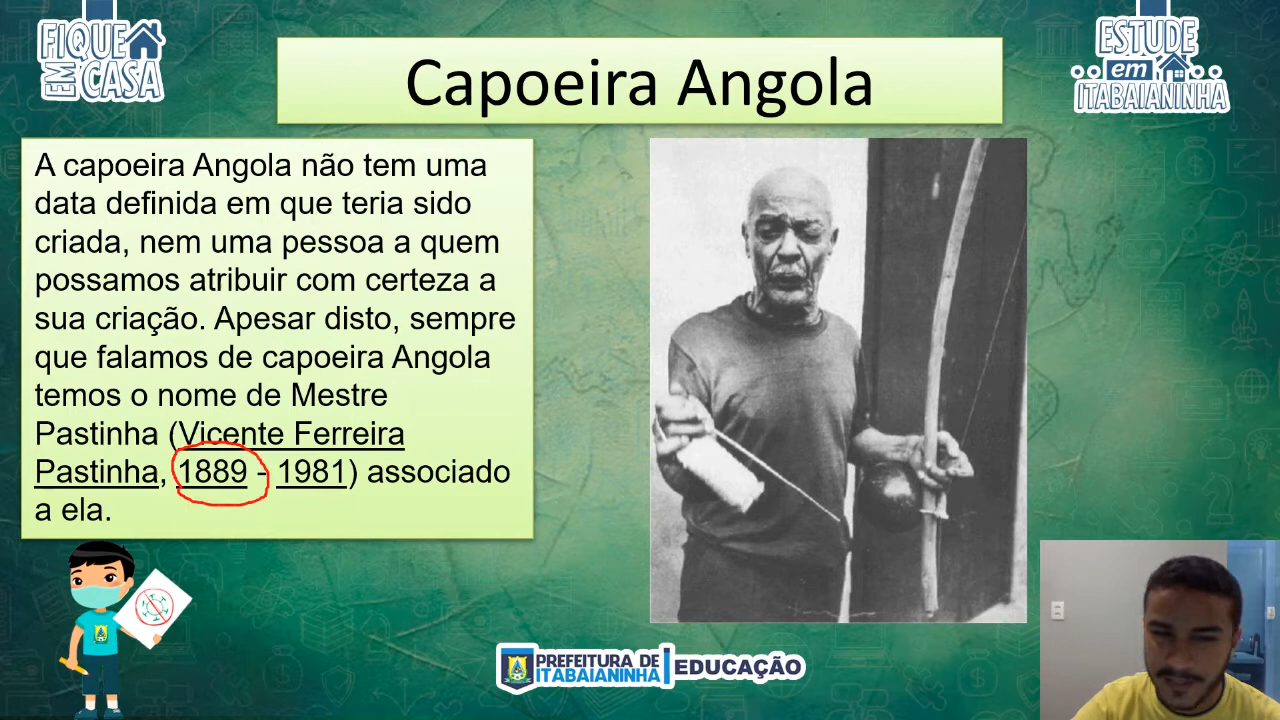 FIQUE
EM CASA
ESTUDE
em
ITABAIANINHA
Capoeira Angola
A capoeira Angola não tem uma
data definida em que teria sido
criada, nem uma pessoa a quem
possamos atribuir com certeza a
sua criação. Apesar disto, sempre
que falamos de capoeira Angola
temos o nome de Mestre
Pastinha (Vicente Ferreira
Pastinha, 1889 - 1981) associado
a ela.
PREFEITURA DE
ITABAIANINHA
EDUCAÇÃO